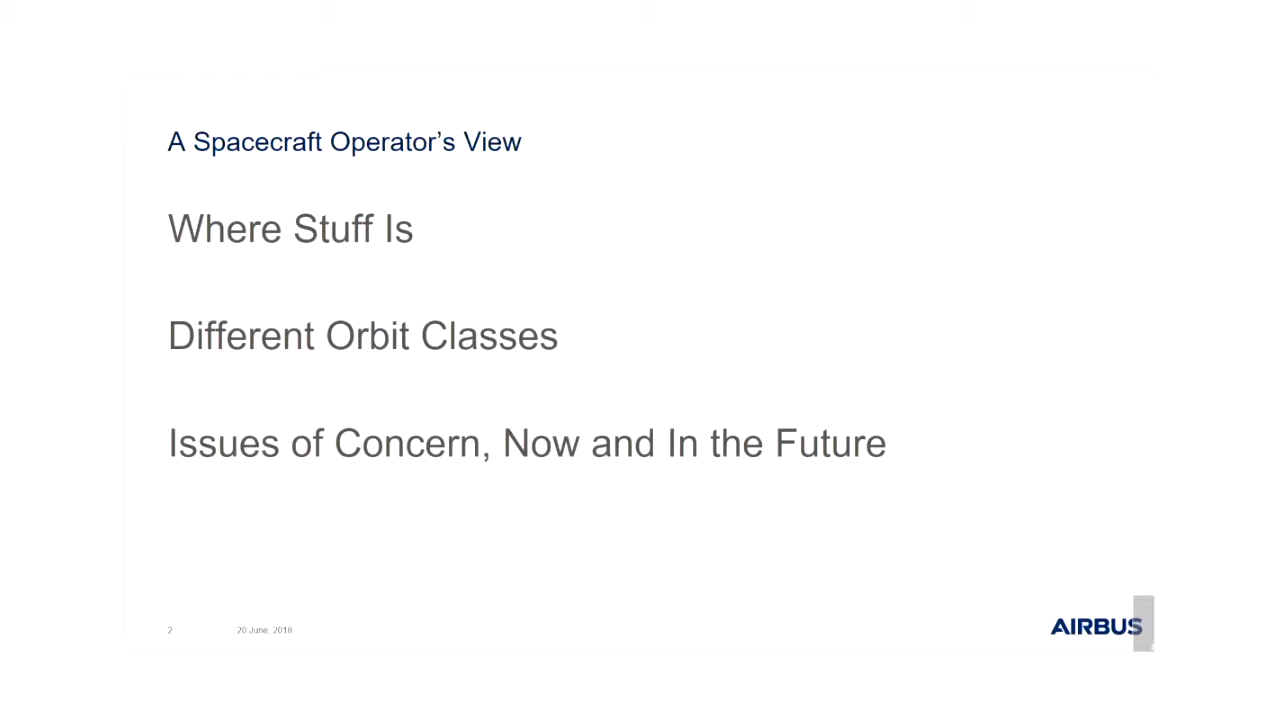 A Spacecraft Operator’s View
Where Stuff Is
Different Orbit Classes
Issues of Concern, Now and In the Future
2 20 June, 2018
AIRBUS